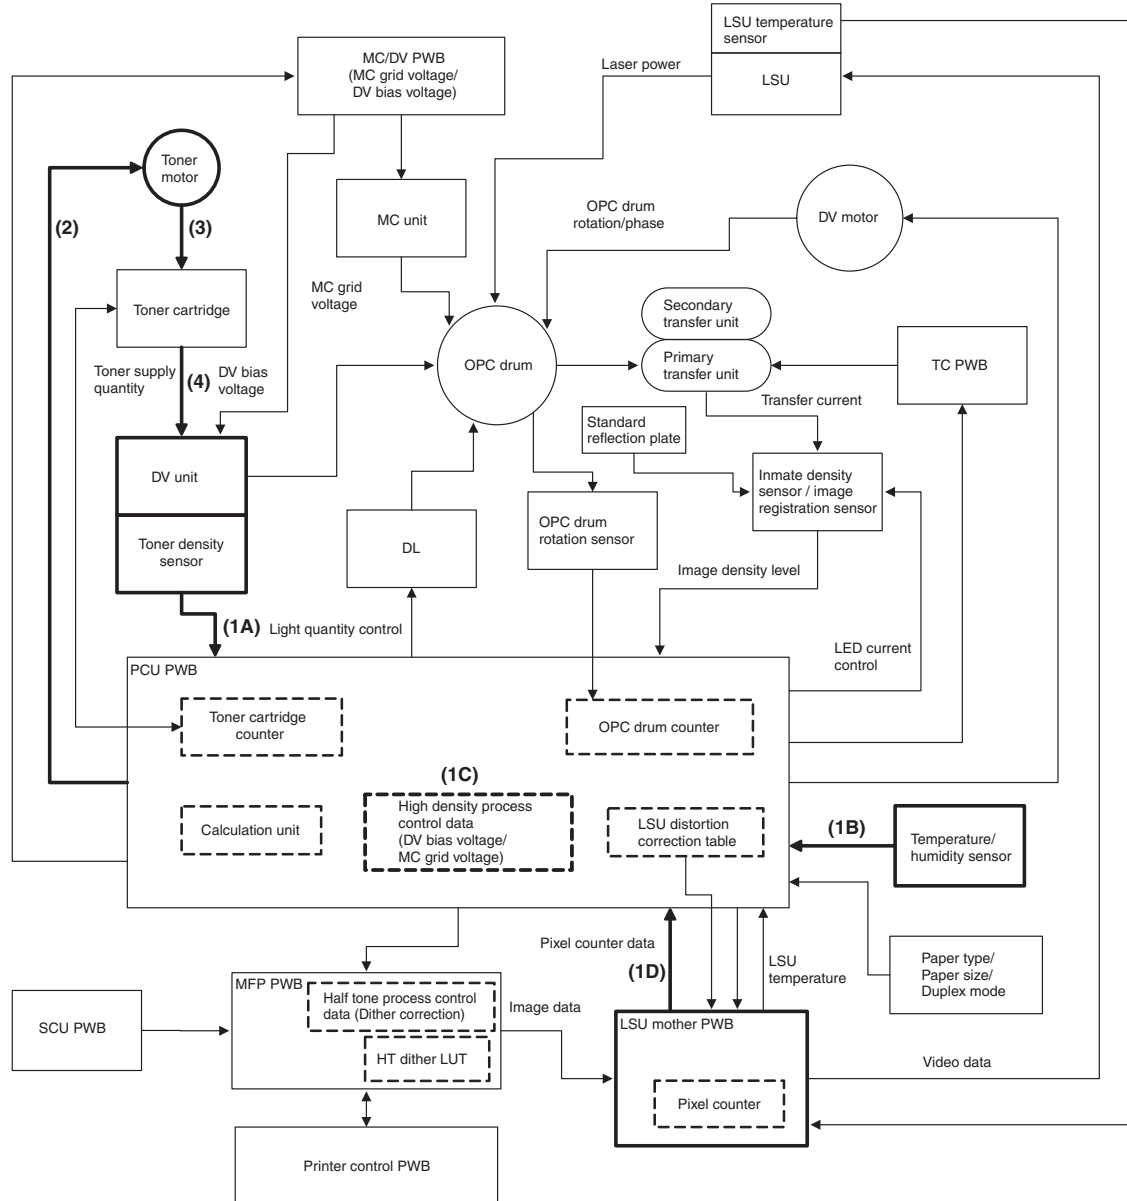 LSU temperature
sensor
LSU
MC/DV PWB
(MC grid voltage/
DV bias voltage)
Laser power
Toner
motor
(2)
(3)
MC unit
OPC drum
rotation/phase
DV motor
MC grid
voltage
Toner cartridge
Secondary
transfer unit
OPC drum
Primary
transfer unit
TC PWB
Toner supply
quantity
(4)
DV bias
voltage
Transfer current
Standard
reflection plate
DV unit
Inmate density
sensor / image
registration sensor
Toner density
sensor
DL
OPC drum
rotation sensor
Image density level
(1A)
Light quantity control
LED current
control
PCU PWB
Toner cartridge
counter
OPC drum counter
(1C)
High density process
control data
(DV bias voltage/
MC grid voltage)
Calculation unit
LSU distortion
correction table
(1B)
Temperature/
humidity sensor
Pixel counter data
(1D)
LSU
temperature
Paper type/
Paper size/
Duplex mode
MFP PWB
Half tone process control
data (Dither correction)
Image data
SCU PWB
HT dither LUT
LSU mother PWB
Video data
Pixel counter
Printer control PWB